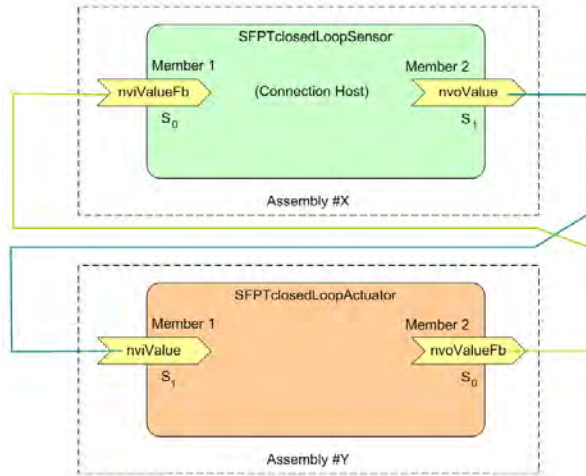 SFPTclosedLoopSensor
Member 1
Member 2
nviValueFb
(Connection Host)
nvoValue
S0
S1
Assembly #X
SFPTclosedLoopActuator
Member 1
Member 2
nviValue
nvoValueFb
S1
S0
Assembly #Y